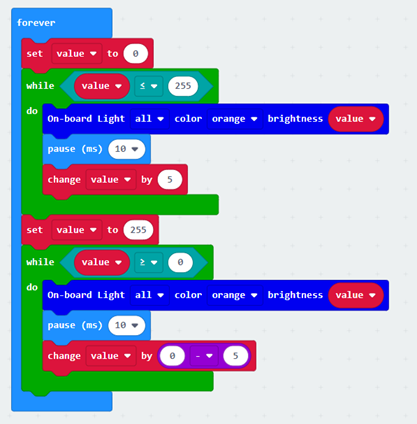 forever
set value to 0
while value ≤ 255
do On-board Light all color orange brightness value
pause (ms) 10
change value by 5
set value to 255
while value ≥ 0
do On-board Light all color orange brightness value
pause (ms) 10
change value by 0 - 5